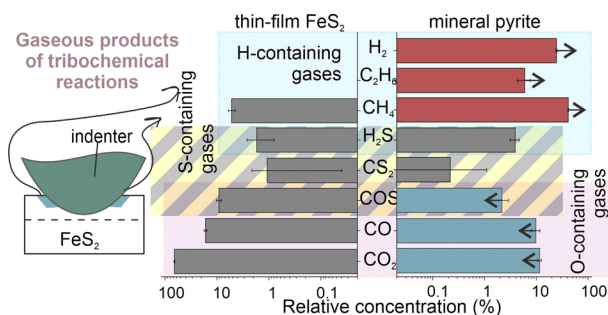 thin-film FeS₂
mineral pyrite
Gaseous products
of tribochemical
reactions
H-containing
gases
S-containing
gases
O-containing
gases
indenter
FeS₂
H₂
C₂H₆
CH₄
H₂S
CS₂
COS
CO
CO₂
100 10 1 0.1
0.1 1 10 100
Relative concentration (%)